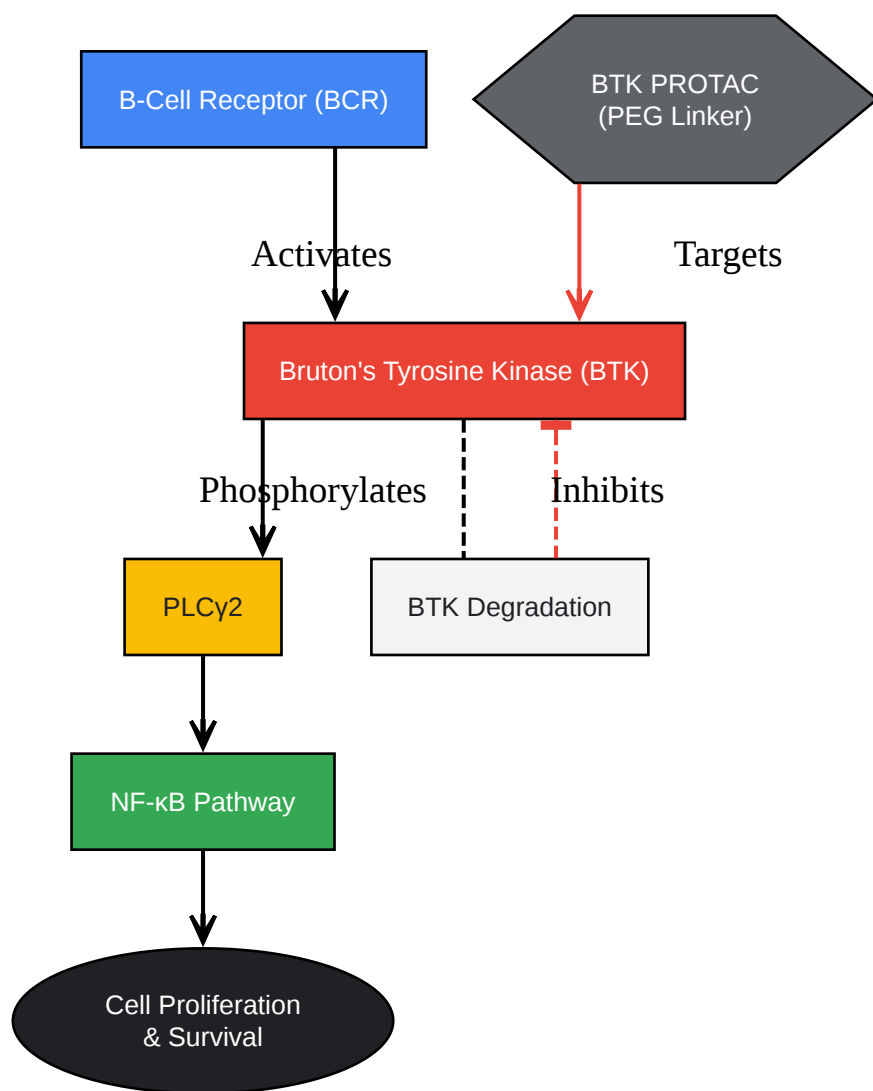 B-Cell Receptor (BCR)
BTK PROTAC
(PEG Linker)
Activates
Targets
Bruton's Tyrosine Kinase (BTK)
Phosphorylates
Inhibits
PLCγ2
BTK Degradation
NF-κB Pathway
Cell Proliferation
& Survival